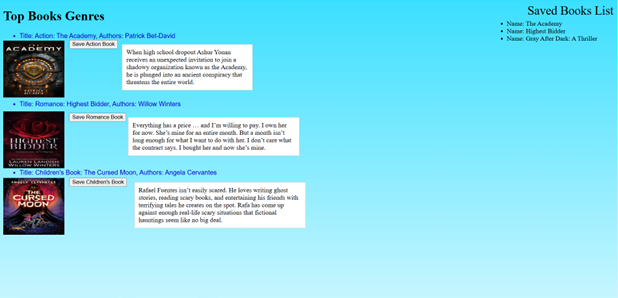 Top Books Genres
Saved Books List
Name: The Academy
Name: Highest Bidder
Name: Gray After Dark: A Thriller
Title: Action: The Academy, Authors: Patrick Bet-David
ACADEMY
Save Action Book
When high school dropout Asher Yonan
receives an unexpected invitation to join a
shadowy organization known as the Academy,
he is plunged into an ancient conspiracy that
threatens the entire world.
Title: Romance: Highest Bidder, Authors: Willow Winters
HIGHEST
BIDDER
LAUREN LANDISH
WILLOW WINTERS
Save Romance Book
Everything has a price … and I’m willing to pay. I own her
for now. She’s mine for an entire month. But a month isn’t
long enough for what I want to do with her. I don’t care what
the contract says. I bought her and now she’s mine.
Title: Children's Book: The Cursed Moon, Authors: Angela Cervantes
ANGELA CERVANTES
THE
CURSED
MOON
Save Children's Book
Rafael Fuentes isn’t easily scared. He loves writing ghost
stories, reading scary books, and entertaining his friends with
terrifying tales he creates on the spot. Rafa has come up
against enough real-life scary situations that fictional
hauntings seem like no big deal.